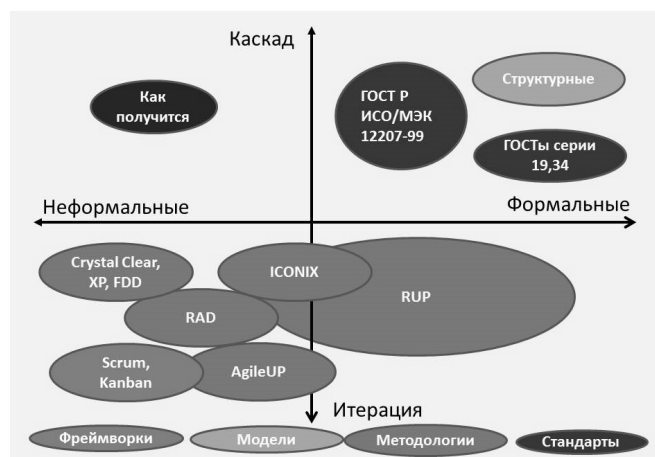 Каскад
Как
получится
ГОСТ Р
ИСО/МЭК
12207-99
Структурные
ГОСТы серии
19,34
Неформальные
Формальные
Crystal Clear,
XP, FDD
ICONIX
RUP
RAD
Scrum,
Kanban
AgileUP
Итерация
Фреймворки
Модели
Методологии
Стандарты